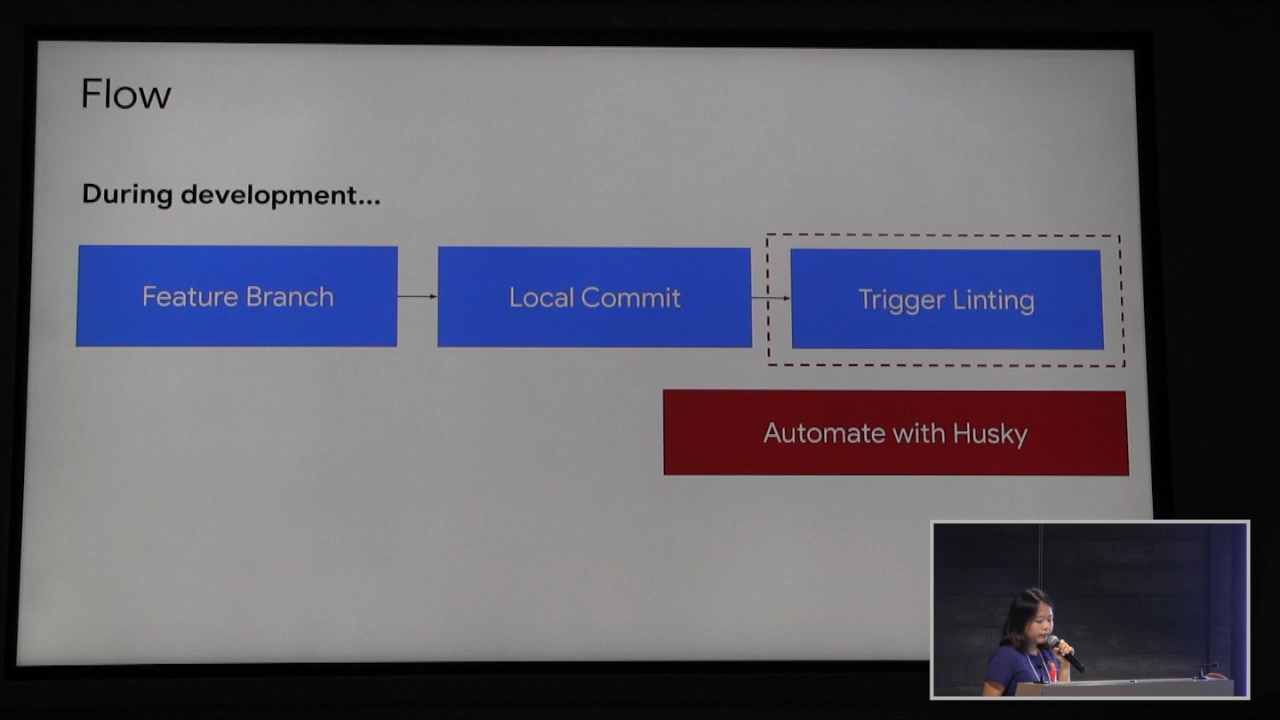 Flow
During development...
Feature Branch
Local Commit
Trigger Linting
Automate with Husky